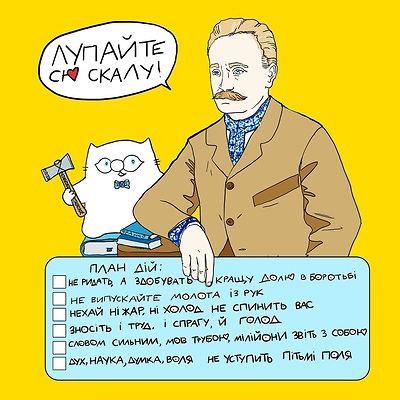 ЛУПАЙТЕ
СЮ СКАЛУ!
ПЛАН ДІЙ:
НЕ РИДАТЬ, А ЗДОБУВАТЬ КРАЩУ ДОЛЮ В БОРОТЬБІ
НЕ ВИПУСКАЙТЕ МОЛОТА ІЗ РУК
НЕХАЙ НІ ЖАР, НІ ХОЛОД НЕ СПИНИТЬ ВАС
ЗНОСІТЬ І ТРУД, І СПРАГУ, Й ГОЛОД
СЛОВОМ СИЛЬНИМ, МОВ ТРУБОЮ, МІЛІЙОНИ ЗВІТЬ З СОБОЮ
ДУХ, НАУКА, ДУМКА, ВОЛЯ НЕ УСТУПИТЬ ПІТЬМІ ПОЛЯ